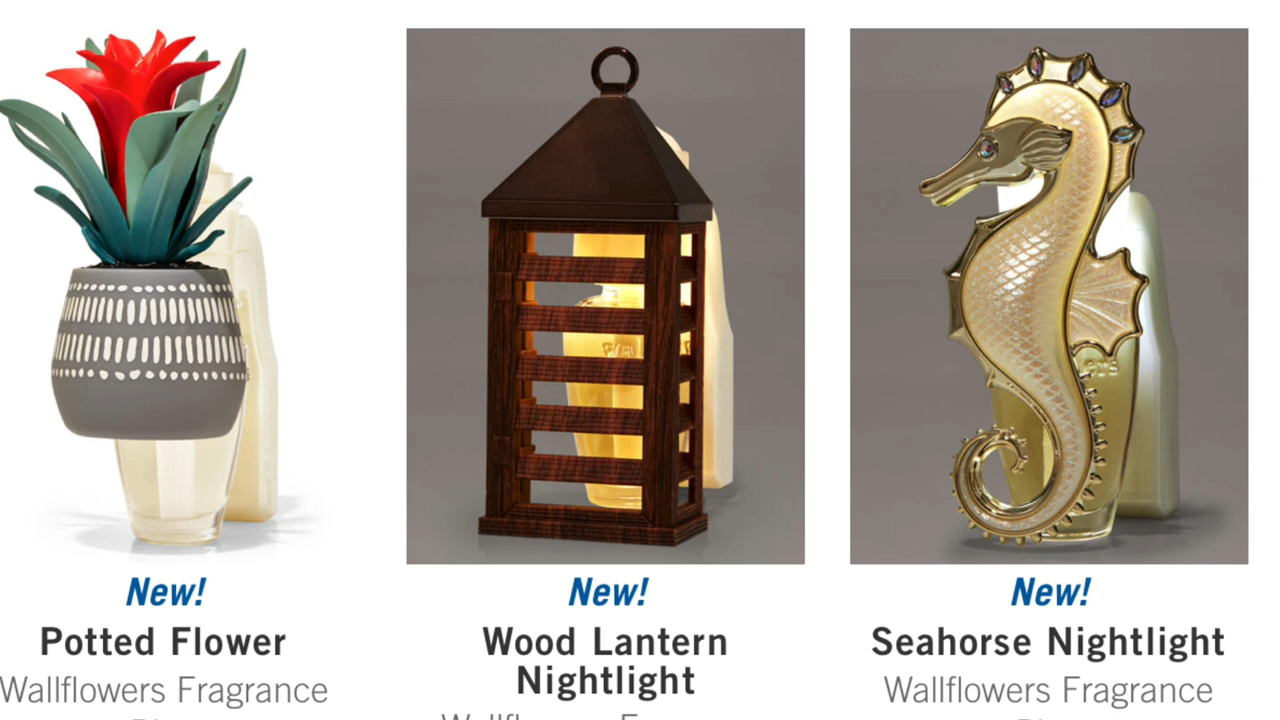 New!
Potted Flower
Wallflowers Fragrance
New!
Wood Lantern
Nightlight
New!
Seahorse Nightlight
Wallflowers Fragrance